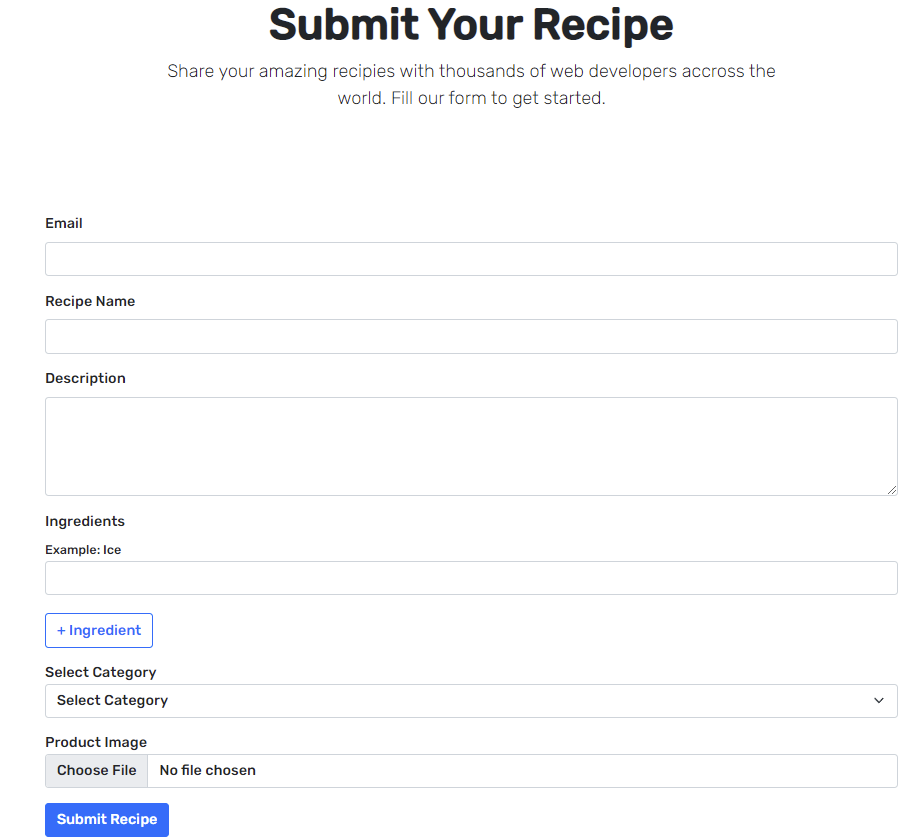 Submit Your Recipe
Share your amazing recipies with thousands of web developers accross the
world. Fill our form to get started.
Email
Recipe Name
Description
Ingredients
Example: Ice
+ Ingredient
Select Category
Select Category
Product Image
Choose File No file chosen
Submit Recipe